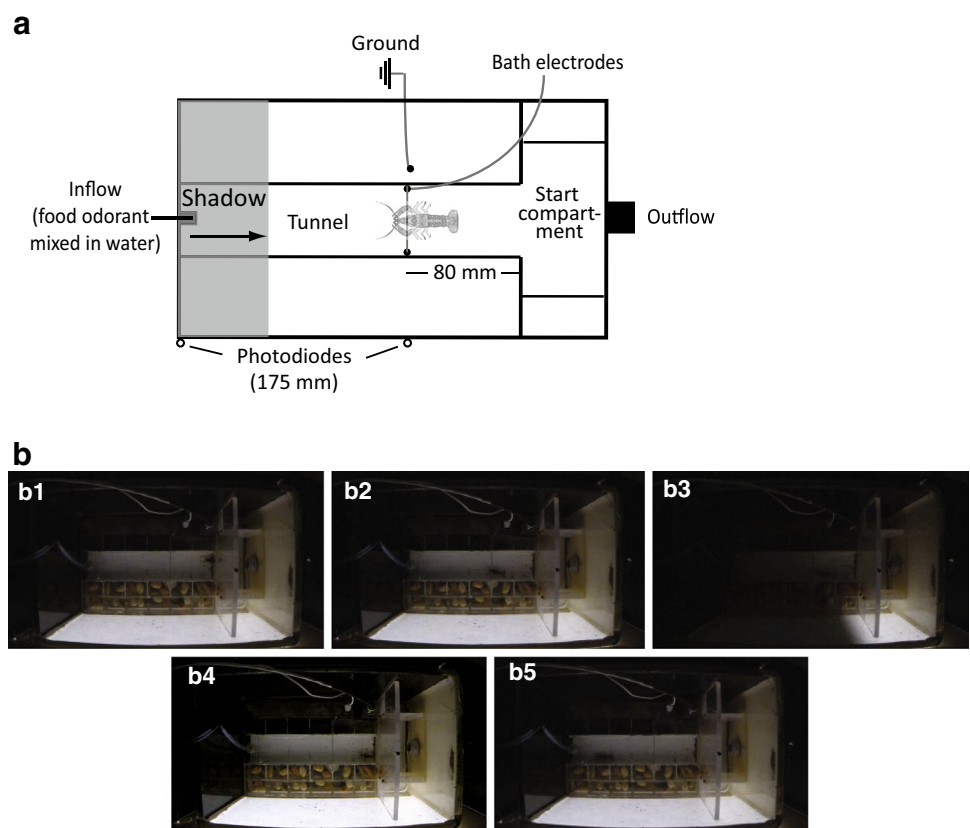 a
Ground
Bath electrodes
Inflow
(food odorant
mixed in water)
Shadow
Tunnel
Start
compart-
ment
Outflow
80 mm
Photodiodes
(175 mm)
b
b1
b2
b3
b4
b5